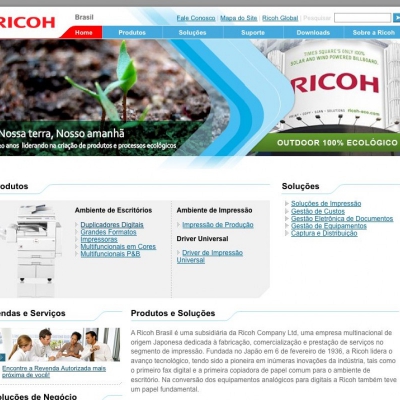 RICOH
Brasil
Fale Conosco | Mapa do Site | Ricoh Global | Pesquisar
Home Produtos Soluções Suporte Downloads Sobre a Ricoh
TIMES SQUARE'S ONLY 100%
SOLAR AND WIND POWERED BILLBOARD.
RICOH
Nossa terra, Nosso amanhã
anos liderando na criação de produtos e processos ecológicos
OUTDOOR 100% ECOLÓGICO
rodutos
Soluções
Ambiente de Escritórios
Duplicadores Digitais
Grandes Formatos
Impressoras
Multifuncionais em Cores
Multifuncionais P&B
Ambiente de Impressão
Impressão de Produção
Driver Universal
Driver de Impressão
Universal
Soluções de Impressão
Gestão de Custos
Gestão Eletrônica de Documentos
Gestão de Equipamentos
Captura e Distribuição
ndas e Serviços
Encontre a Revenda Autorizada mais
próxima de você!
oluções de Negócio
Produtos e Soluções
A Ricoh Brasil é uma subsidiária da Ricoh Company Ltd, uma empresa multinacional de
origem Japonesa dedicada à fabricação, comercialização e prestação de serviços no
segmento de impressão. Fundada no Japão em 6 de fevereiro de 1936, a Ricoh lidera o
avanço tecnológico, tendo sido a pioneira em inúmeras inovações da indústria, tais como
o primeiro fax digital e a primeira copiadora de papel comum para o ambiente de
escritório. Na conversão dos equipamentos analógicos para digitais a Ricoh também teve
um papel fundamental.